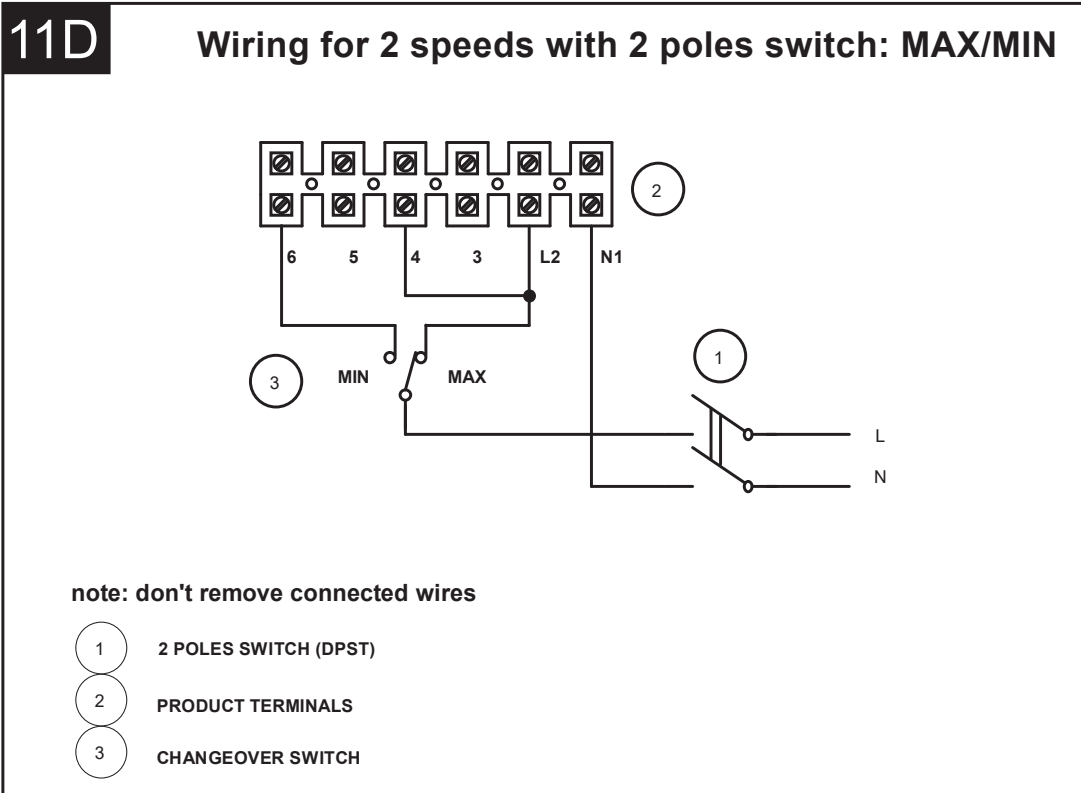 11D
Wiring for 2 speeds with 2 poles switch: MAX/MIN
2
6 5 4 3 L2 N1
1
3 MIN MAX
L
N
note: don't remove connected wires
1 2 POLES SWITCH (DPST)
2 PRODUCT TERMINALS
3 CHANGEOVER SWITCH